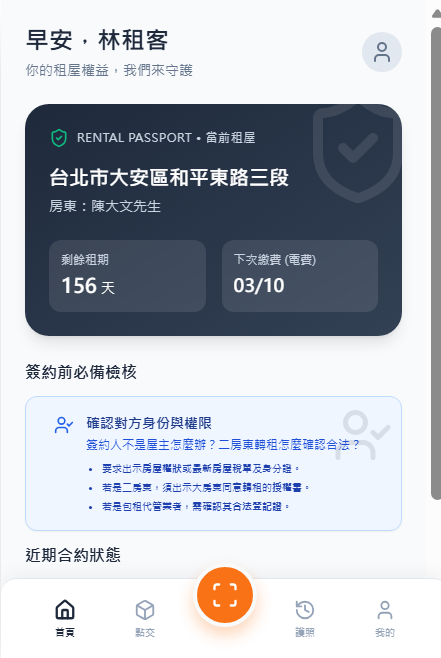 早安，林租客
你的租屋權益，我們來守護
RENTAL PASSPORT • 當前租屋
台北市大安區和平東路三段
房東：陳大文先生
剩餘租期
156 天
下次繳費 (電費)
03/10
簽約前必備檢核
確認對方身份與權限
簽約人不是屋主怎麼辦？二房東轉租怎麼確認合法？
• 要求出示房屋權狀或最新房屋稅單及身分證。
• 若是二房東，須出示大房東同意轉租的授權書。
• 若是包租代管業者，需確認其合法登記證。
近期合約狀態
首頁
點交
護照
我的